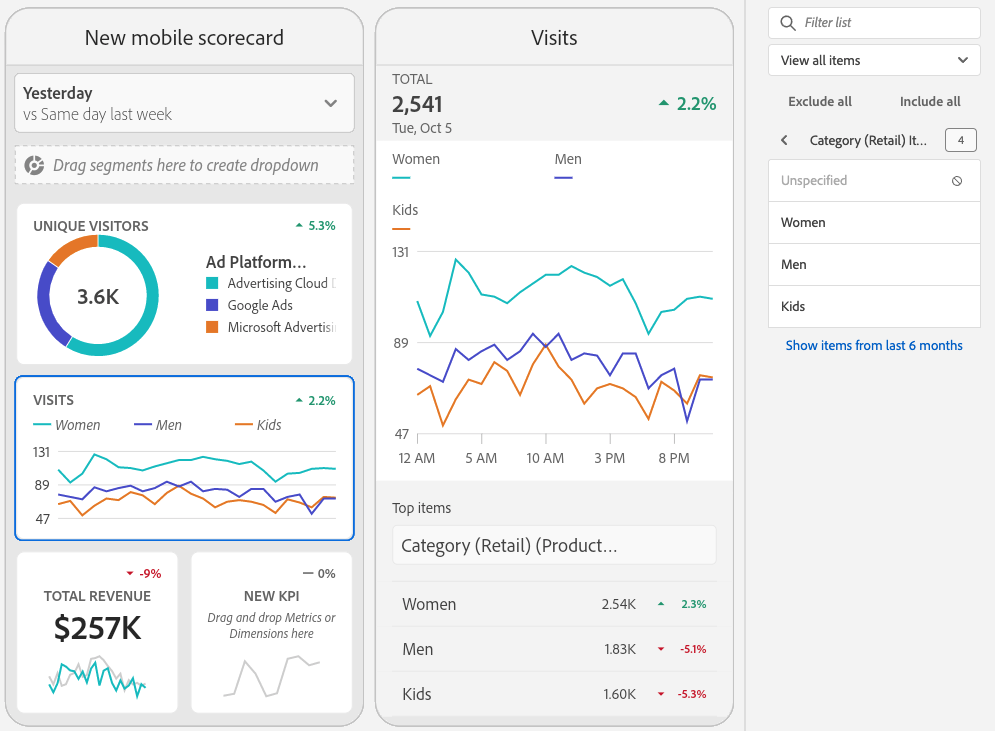 New mobile scorecard
Yesterday
vs Same day last week
Drag segments here to create dropdown
UNIQUE VISITORS
5.3%
3.6K
Ad Platform...
Advertising Cloud
Google Ads
Microsoft Advertisi
VISITS
2.2%
Women Men Kids
131
89
47
-9%
TOTAL REVENUE
$257K
0%
NEW KPI
Drag and drop Metrics or
Dimensions here
Visits
TOTAL
2,541
2.2%
Tue, Oct 5
Women Men
Kids
131
89
47
12 AM 5 AM 10 AM 3 PM 8 PM
Top items
Category (Retail) (Product...
Women 2.54K 2.3%
Men 1.83K -5.1%
Kids 1.60K -5.3%
Filter list
View all items
Exclude all Include all
Category (Retail) It... 4
Unspecified
Women
Men
Kids
Show items from last 6 months